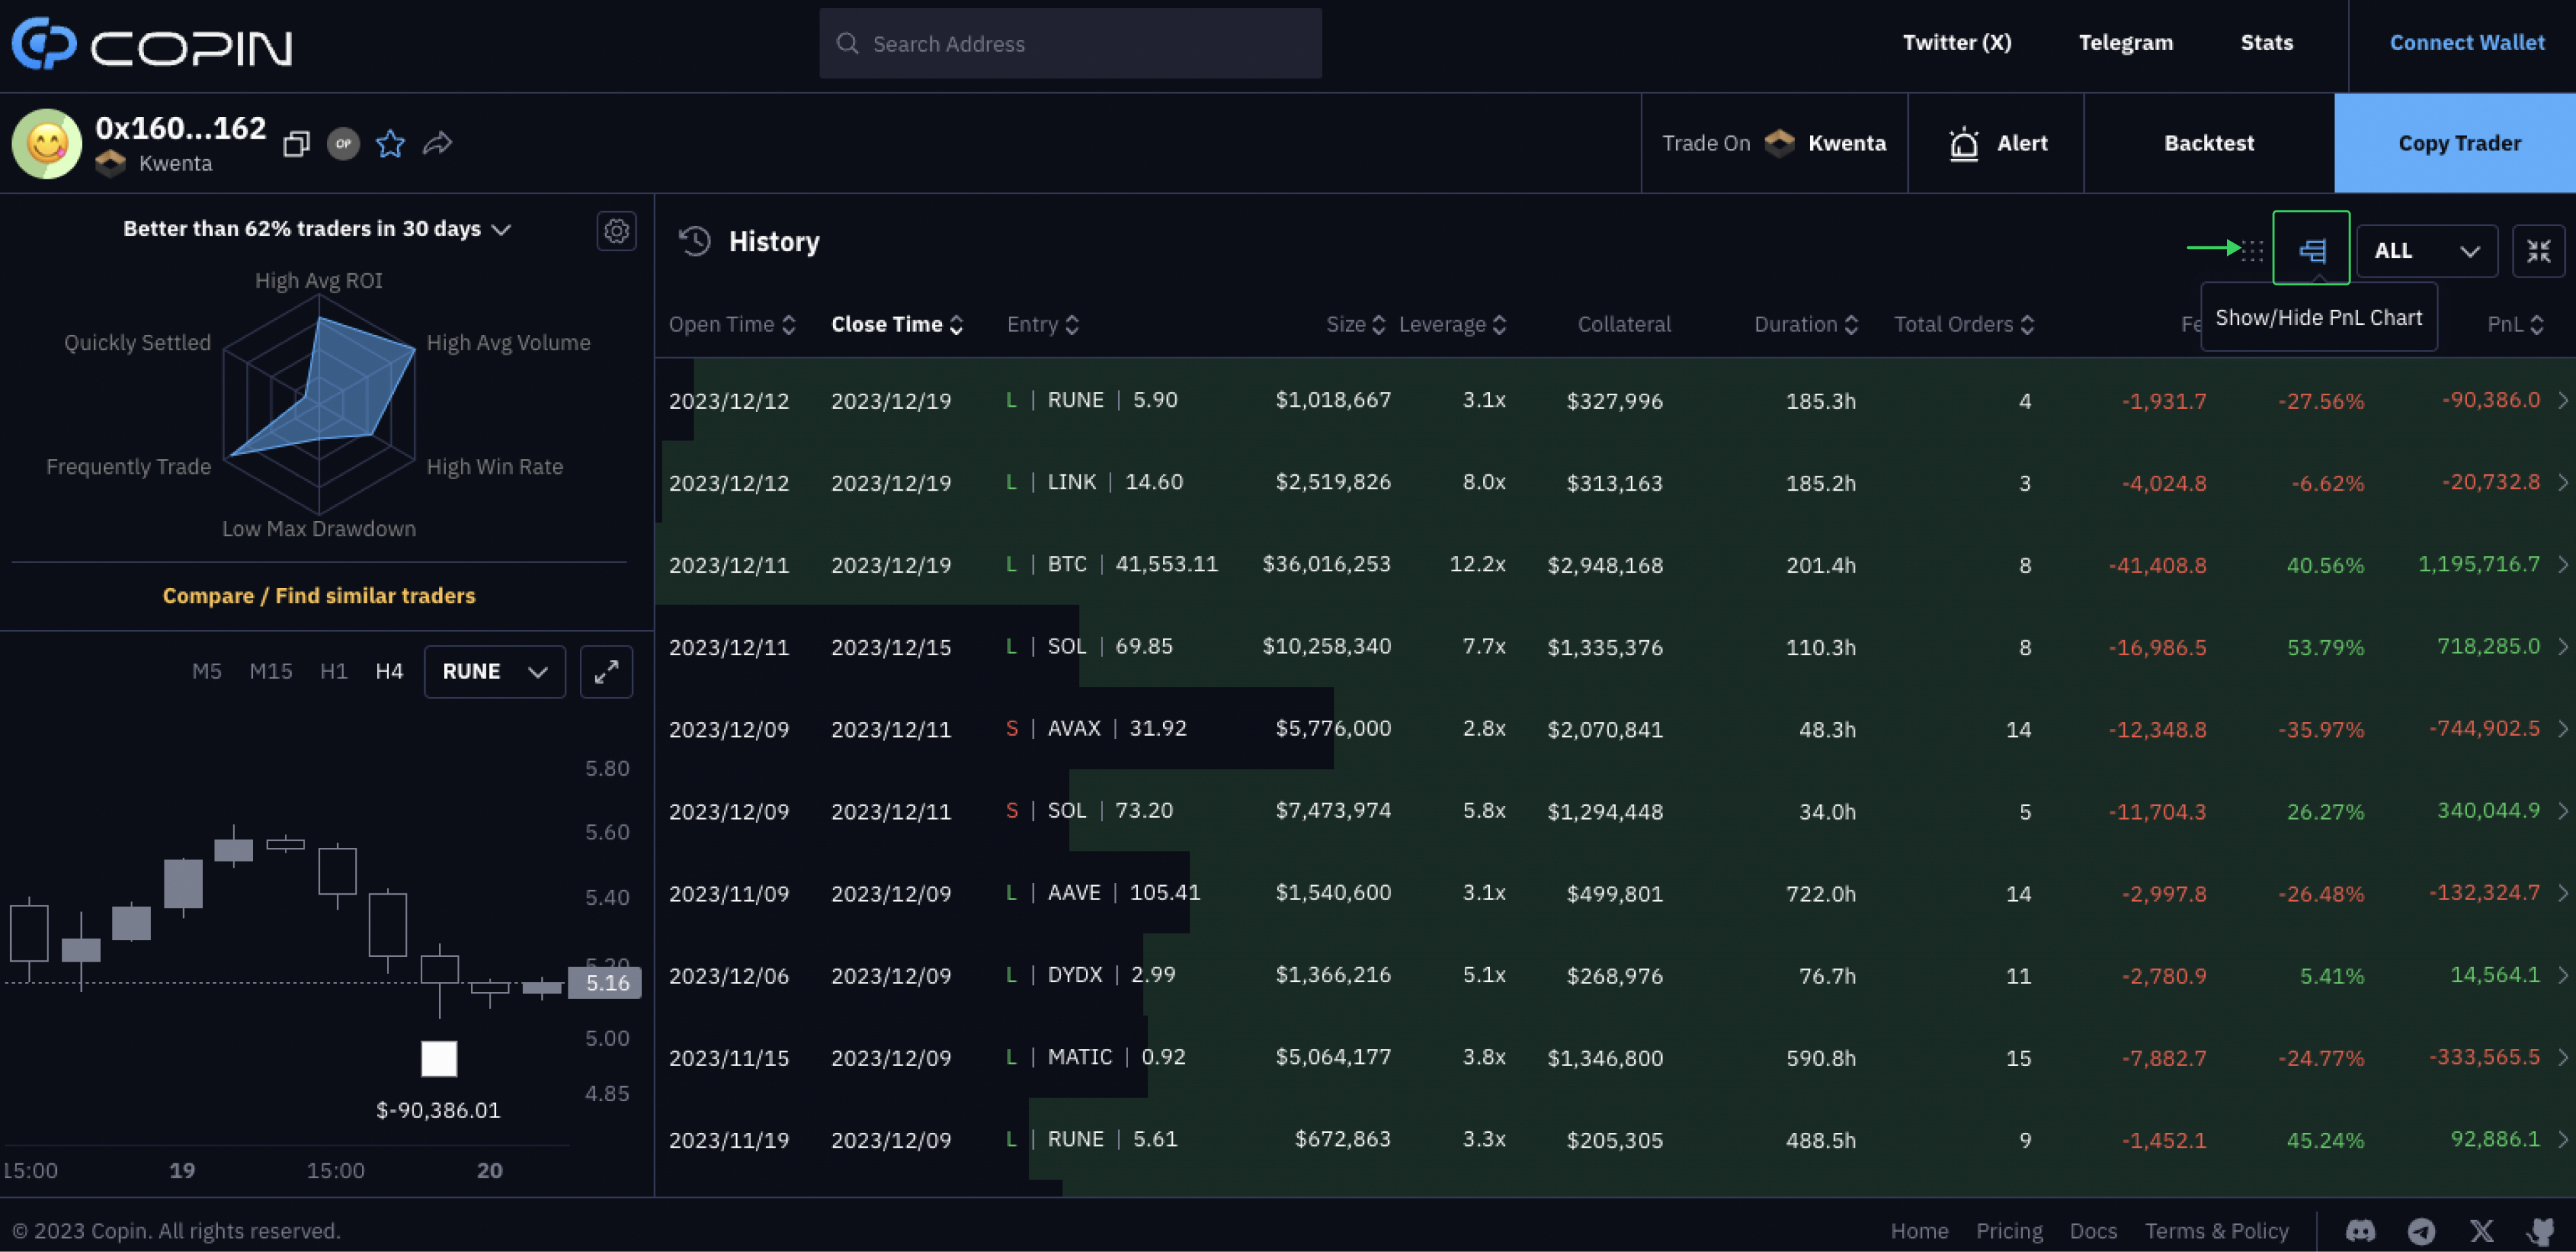 COPIN
Search Address
Twitter (X) Telegram Stats Connect Wallet
0x160...162
Kwenta
OP
Trade On Kwenta Alert Backtest Copy Trader
Better than 62% traders in 30 days
High Avg ROI
Quickly Settled High Avg Volume
Frequently Trade High Win Rate
Low Max Drawdown
Compare / Find similar traders
M5 M15 H1 H4 RUNE
5.80
5.60
5.40
5.20
5.16
5.00
4.85
$-90,386.01
15:00 19 15:00 20
History
ALL
Show/Hide PnL Chart
Open Time Close Time Entry Size Leverage Collateral Duration Total Orders Fe PnL
2023/12/12 2023/12/19 L | RUNE | 5.90 $1,018,667 3.1x $327,996 185.3h 4 -1,931.7 -27.56% -90,386.0
2023/12/12 2023/12/19 L | LINK | 14.60 $2,519,826 8.0x $313,163 185.2h 3 -4,024.8 -6.62% -20,732.8
2023/12/11 2023/12/19 L | BTC | 41,553.11 $36,016,253 12.2x $2,948,168 201.4h 8 -41,408.8 40.56% 1,195,716.7
2023/12/11 2023/12/15 L | SOL | 69.85 $10,258,340 7.7x $1,335,376 110.3h 8 -16,986.5 53.79% 718,285.0
2023/12/09 2023/12/11 S | AVAX | 31.92 $5,776,000 2.8x $2,070,841 48.3h 14 -12,348.8 -35.97% -744,902.5
2023/12/09 2023/12/11 S | SOL | 73.20 $7,473,974 5.8x $1,294,448 34.0h 5 -11,704.3 26.27% 340,044.9
2023/11/09 2023/12/09 L | AAVE | 105.41 $1,540,600 3.1x $499,801 722.0h 14 -2,997.8 -26.48% -132,324.7
2023/12/06 2023/12/09 L | DYDX | 2.99 $1,366,216 5.1x $268,976 76.7h 11 -2,780.9 5.41% 14,564.1
2023/11/15 2023/12/09 L | MATIC | 0.92 $5,064,177 3.8x $1,346,800 590.8h 15 -7,882.7 -24.77% -333,565.5
2023/11/19 2023/12/09 L | RUNE | 5.61 $672,863 3.3x $205,305 488.5h 9 -1,452.1 45.24% 92,886.1
© 2023 Copin. All rights reserved.
Home Pricing Docs Terms & Policy